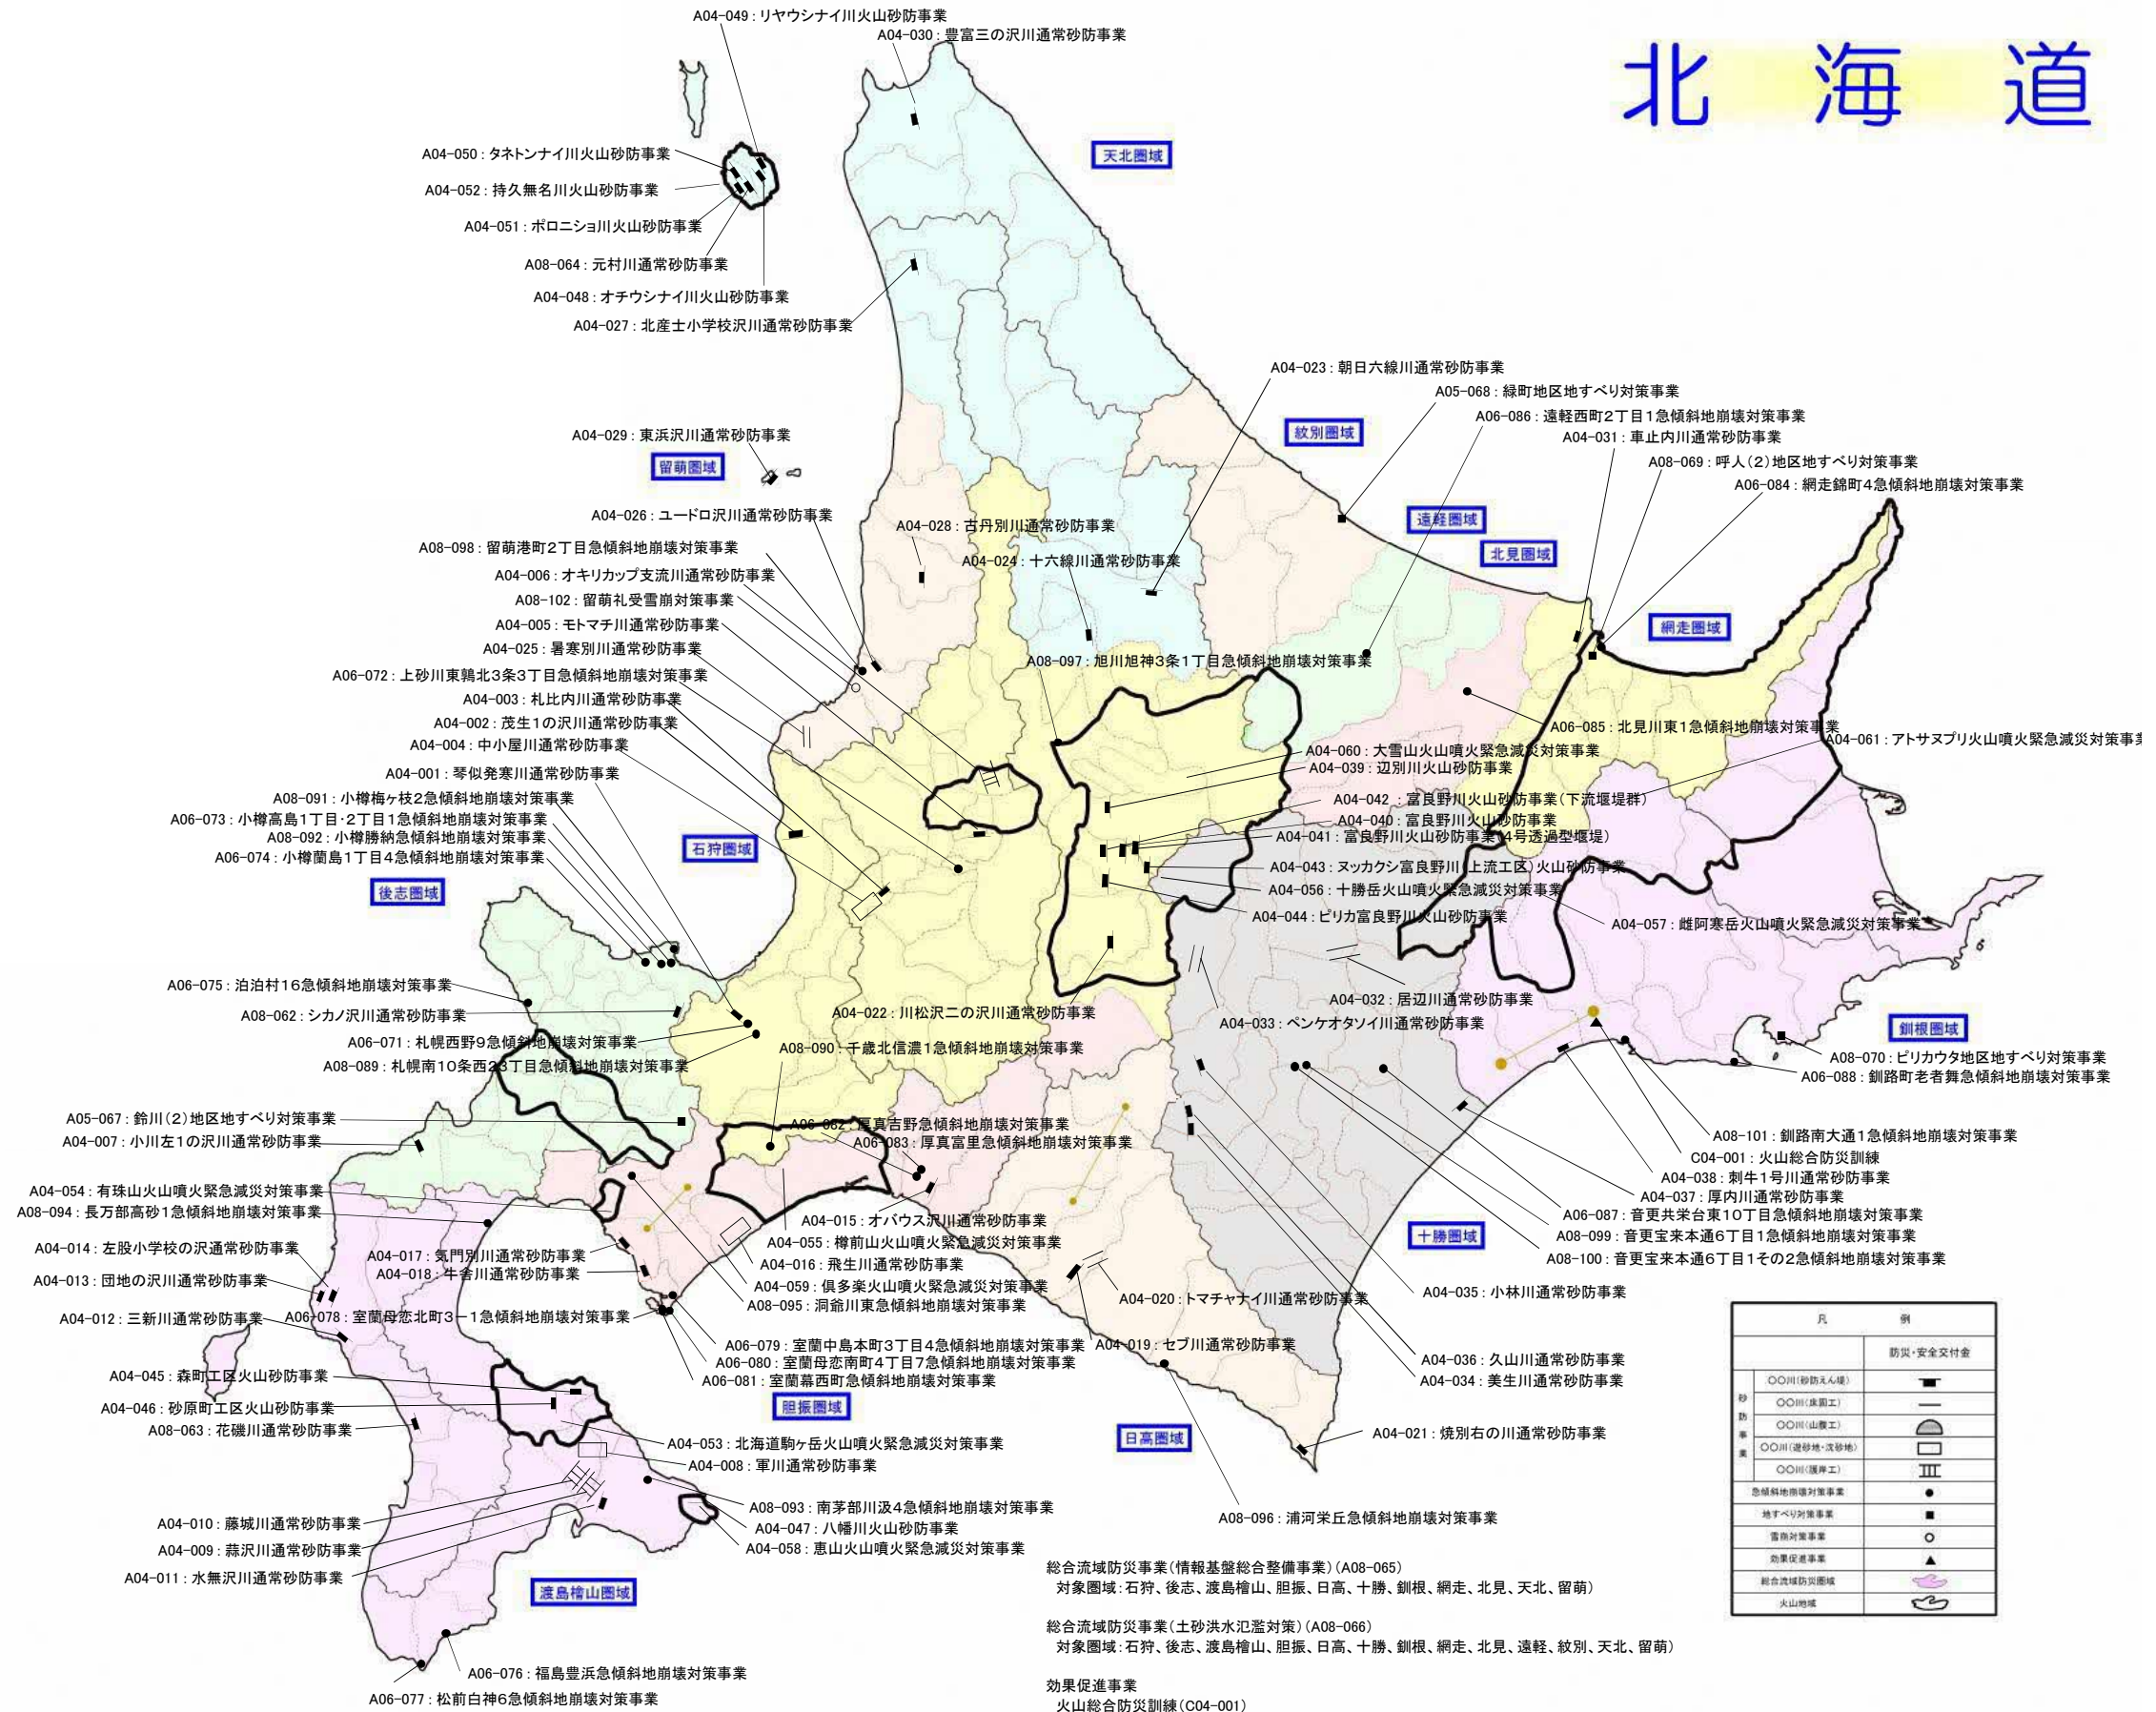 北海道
A04-049：リヤウシナイ川火山砂防事業
A04-030：豊富三の沢川通常砂防事業
天北圏域
A04-050：タネトンナイ川火山砂防事業
A04-052：持久無名川火山砂防事業
A04-051：ポロニショ川火山砂防事業
A08-064：元村川通常砂防事業
A04-048：オチウシナイ川火山砂防事業
A04-027：北産士小学校沢川通常砂防事業
A04-023：朝日六線川通常砂防事業
A05-068：緑町地区地すべり対策事業
A06-086：遠軽西町2丁目1急傾斜地崩壊対策事業
紋別圏域
A04-031：車止内川通常砂防事業
A04-029：東浜沢川通常砂防事業
留萌圏域
A08-069：呼人(2)地区地すべり対策事業
A06-084：網走錦町4急傾斜地崩壊対策事業
A04-026：ユードロ沢川通常砂防事業
A04-028：古丹別川通常砂防事業
遠軽圏域
北見圏域
A08-098：留萌港町2丁目急傾斜地崩壊対策事業
A04-024：十六線川通常砂防事業
A04-006：オキリカップ支流川通常砂防事業
A08-102：留萌礼受雪崩対策事業
A04-005：モトマチ川通常砂防事業
網走圏域
A04-025：暑寒別川通常砂防事業
A08-097：旭川旭神3条1丁目急傾斜地崩壊対策事業
A06-072：上砂川東鶉北3条3丁目急傾斜地崩壊対策事業
A04-003：札比内川通常砂防事業
A04-002：茂生1の沢川通常砂防事業
A06-085：北見川東1急傾斜地崩壊対策事業
A04-061：アトサヌプリ火山噴火緊急減災対策事業
A04-004：中小屋川通常砂防事業
A04-060：大雪山火山噴火緊急減災対策事業
A04-039：辺別川火山砂防事業
A04-001：琴似発寒川通常砂防事業
A08-091：小樽梅ヶ枝2急傾斜地崩壊対策事業
A04-042：富良野川火山砂防事業(下流堰堤群)
A06-073：小樽高島1丁目・2丁目1急傾斜地崩壊対策事業
A04-040：富良野川火山砂防事業
A08-092：小樽勝納急傾斜地崩壊対策事業
A04-041：富良野川火山砂防事業(4号透過型堰堤)
石狩圏域
A06-074：小樽蘭島1丁目4急傾斜地崩壊対策事業
A04-043：ヌッカクシ富良野川(上流工区)火山砂防事業
後志圏域
A04-056：十勝岳火山噴火緊急減災対策事業
A04-044：ピリカ富良野川火山砂防事業
A04-057：雌阿寒岳火山噴火緊急減災対策事業
A06-075：泊泊村16急傾斜地崩壊対策事業
A04-032：居辺川通常砂防事業
A08-062：シカノ沢川通常砂防事業
A04-022：川松沢二の沢川通常砂防事業
A04-033：ペンケオタソイ川通常砂防事業
釧根圏域
A06-071：札幌西野9急傾斜地崩壊対策事業
A08-090：千歳北信濃1急傾斜地崩壊対策事業
A08-070：ピリカウタ地区地すべり対策事業
A08-089：札幌南10条西23丁目急傾斜地崩壊対策事業
A06-088：釧路町老者舞急傾斜地崩壊対策事業
A05-067：鈴川(2)地区地すべり対策事業
A06-082：厚真吉野急傾斜地崩壊対策事業
A08-101：釧路南大通1急傾斜地崩壊対策事業
A04-007：小川左1の沢川通常砂防事業
A06-083：厚真富里急傾斜地崩壊対策事業
C04-001：火山総合防災訓練
A04-038：刺牛1号川通常砂防事業
A04-054：有珠山火山噴火緊急減災対策事業
A04-037：厚内川通常砂防事業
A08-094：長万部高砂1急傾斜地崩壊対策事業
A04-015：オバウス沢川通常砂防事業
A06-087：音更共栄台東10丁目急傾斜地崩壊対策事業
A08-099：音更宝来本通6丁目1急傾斜地崩壊対策事業
十勝圏域
A04-014：左股小学校の沢通常砂防事業
A04-017：気門別川通常砂防事業
A04-055：樽前山火山噴火緊急減災対策事業
A08-100：音更宝来本通6丁目1その2急傾斜地崩壊対策事業
A04-018：牛舎川通常砂防事業
A04-016：飛生川通常砂防事業
A04-013：団地の沢川通常砂防事業
A04-059：倶多楽火山噴火緊急減災対策事業
A04-035：小林川通常砂防事業
A04-020：トマチャナイ川通常砂防事業
A08-095：洞爺川東急傾斜地崩壊対策事業
A04-012：三新川通常砂防事業
A06-078：室蘭母恋北町3－1急傾斜地崩壊対策事業
A06-079：室蘭中島本町3丁目4急傾斜地崩壊対策事業
A04-019：セブ川通常砂防事業
A06-080：室蘭母恋南町4丁目7急傾斜地崩壊対策事業
A04-036：久山川通常砂防事業
A04-045：森町工区火山砂防事業
A06-081：室蘭幕西町急傾斜地崩壊対策事業
A04-034：美生川通常砂防事業
A04-046：砂原町工区火山砂防事業
胆振圏域
A08-063：花磯川通常砂防事業
日高圏域
A04-021：焼別右の川通常砂防事業
A04-053：北海道駒ヶ岳火山噴火緊急減災対策事業
A04-008：軍川通常砂防事業
A08-093：南茅部川汲4急傾斜地崩壊対策事業
A08-096：浦河栄丘急傾斜地崩壊対策事業
A04-010：藤城川通常砂防事業
A04-047：八幡川火山砂防事業
A04-009：蒜沢川通常砂防事業
A04-058：恵山火山噴火緊急減災対策事業
A04-011：水無沢川通常砂防事業
渡島檜山圏域
A06-076：福島豊浜急傾斜地崩壊対策事業
A06-077：松前白神6急傾斜地崩壊対策事業
総合流域防災事業(情報基盤総合整備事業)(A08-065)
対象圏域：石狩、後志、渡島檜山、胆振、日高、十勝、釧根、網走、北見、天北、留萌)
総合流域防災事業(土砂洪水氾濫対策)(A08-066)
対象圏域：石狩、後志、渡島檜山、胆振、日高、十勝、釧根、網走、北見、遠軽、紋別、天北、留萌)
効果促進事業
火山総合防災訓練(C04-001)
凡例
防災・安全交付金
砂防事業
〇〇川(砂防えん堤)
〇〇川(床固工)
〇〇川(山腹工)
〇〇川(遊砂地・沈砂地)
〇〇川(護岸工)
急傾斜地崩壊対策事業
地すべり対策事業
雪崩対策事業
効果促進事業
総合流域防災圏域
火山地域